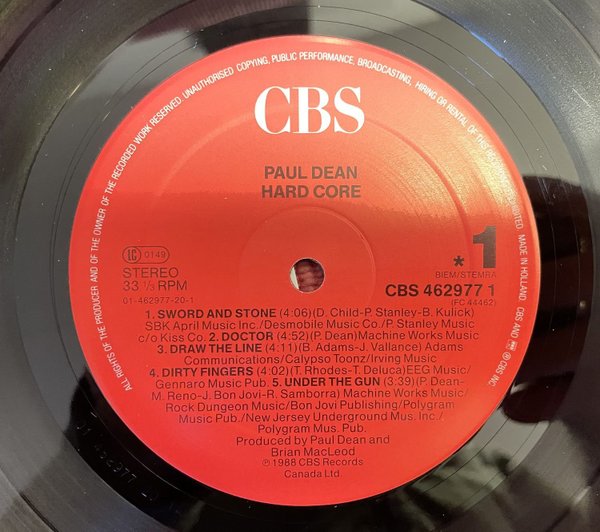 ALL RIGHTS OF THE PRODUCER AND OF THE OWNER OF THE RECORDED WORK RESERVED. UNAUTHORISED COPYING, PUBLIC PERFORMANCE, BROADCASTING, HIRING OR RENTAL OF THIS RECORDING PROHIBITED. MADE IN HOLLAND. CBS AND ℗ CBS INC.
CBS
PAUL DEAN
HARD CORE
LC 0149
STEREO
33 1/3 RPM
01-462977-20-1
*1
BIEM/STEMRA
CBS 462977 1
(FC 44462)
1. SWORD AND STONE (4:06)(D. Child-P. Stanley-B. Kulick)
SBK April Music Inc./Desmobile Music Co./P. Stanley Music
c/o Kiss Co. 2. DOCTOR (4:52)(P. Dean)Machine Works Music
3. DRAW THE LINE (4:11)(B. Adams-J. Vallance) Adams
Communications/Calypso Toonz/Irving Music
4. DIRTY FINGERS (4:02)(T. Rhodes-T. Deluca)EEG Music/
Gennaro Music Pub. 5. UNDER THE GUN (3:39)(P. Dean-
M. Reno-J. Bon Jovi-R. Samborra) Machine Works Music/
Rock Dungeon Music/Bon Jovi Publishing/Polygram
Music Pub./New Jersey Underground Mus. Inc./
Polygram Mus. Pub.
Produced by Paul Dean and
Brian MacLeod
℗ 1988 CBS Records
Canada Ltd.